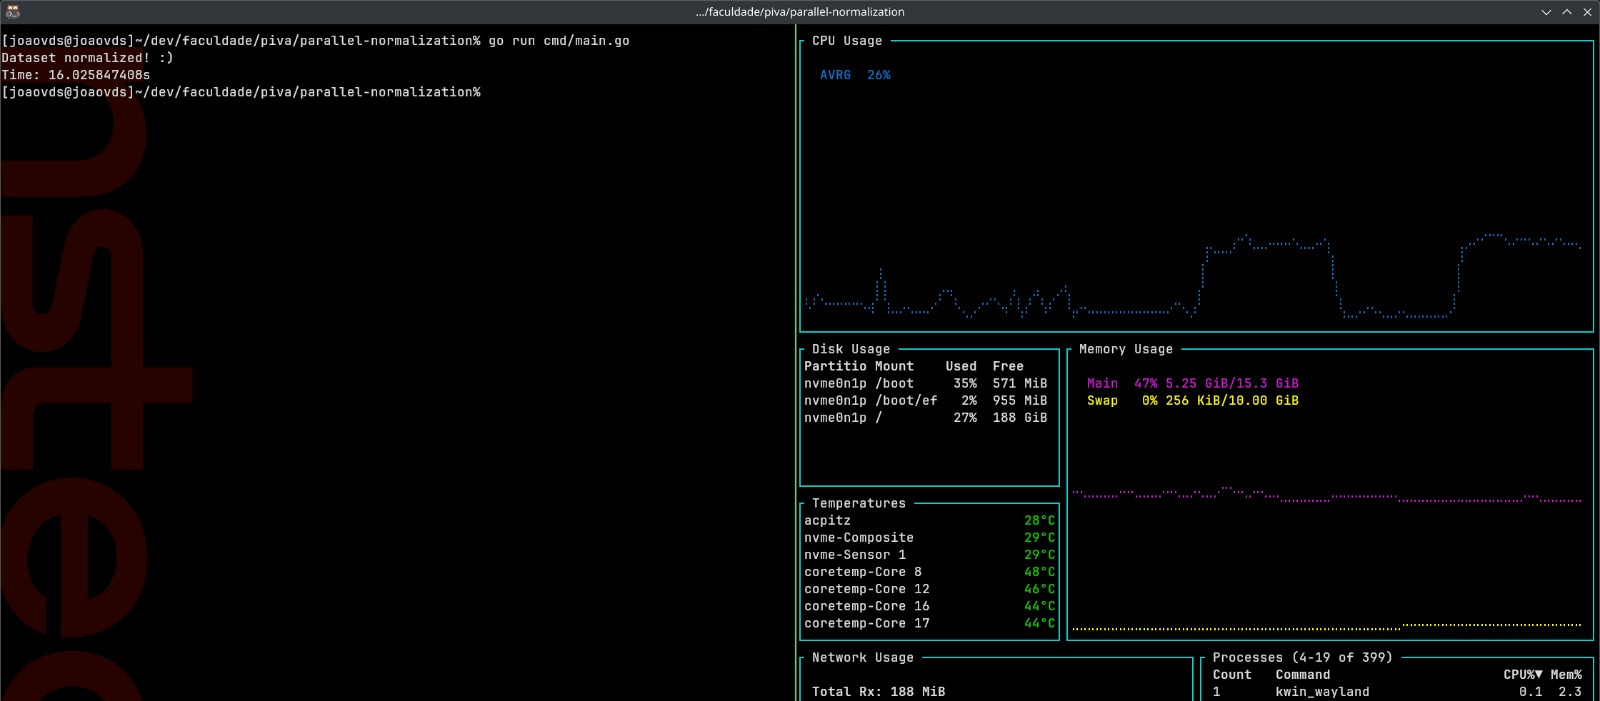 .../faculdade/piva/parallel-normalization
[joaovds@joaovds]~/dev/faculdade/piva/parallel-normalization% go run cmd/main.go
Dataset normalized! :)
Time: 16.025847408s
[joaovds@joaovds]~/dev/faculdade/piva/parallel-normalization%
CPU Usage
AVRG 26%
Disk Usage
Partitio Mount Used Free
nvme0n1p /boot 35% 571 MiB
nvme0n1p /boot/ef 2% 955 MiB
nvme0n1p / 27% 188 GiB
Memory Usage
Main 47% 5.25 GiB/15.3 GiB
Swap 0% 256 KiB/10.00 GiB
Temperatures
acpitz 28°C
nvme-Composite 29°C
nvme-Sensor 1 29°C
coretemp-Core 8 48°C
coretemp-Core 12 46°C
coretemp-Core 16 44°C
coretemp-Core 17 44°C
Network Usage
Total Rx: 188 MiB
Processes (4-19 of 399)
Count Command CPU%▼ Mem%
1 kwin_wayland 0.1 2.3